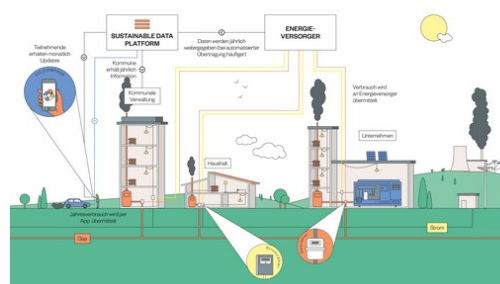 SUSTAINABLE DATA
PLATFORM
ENERGIE-
VERSORGER
Teilnehmende
erhalten monatlich
Updates
Daten werden jährlich
weitergegeben (bei automatisierter
Übertragung häufiger)
Kommune
erhält jährlich
Information
Kommunale
Verwaltung
Verbrauch wird
an Energieversorger
übermittelt
Unternehmen
Haushalt
Jahresverbrauch wird per
App übermittelt
Gas
Strom